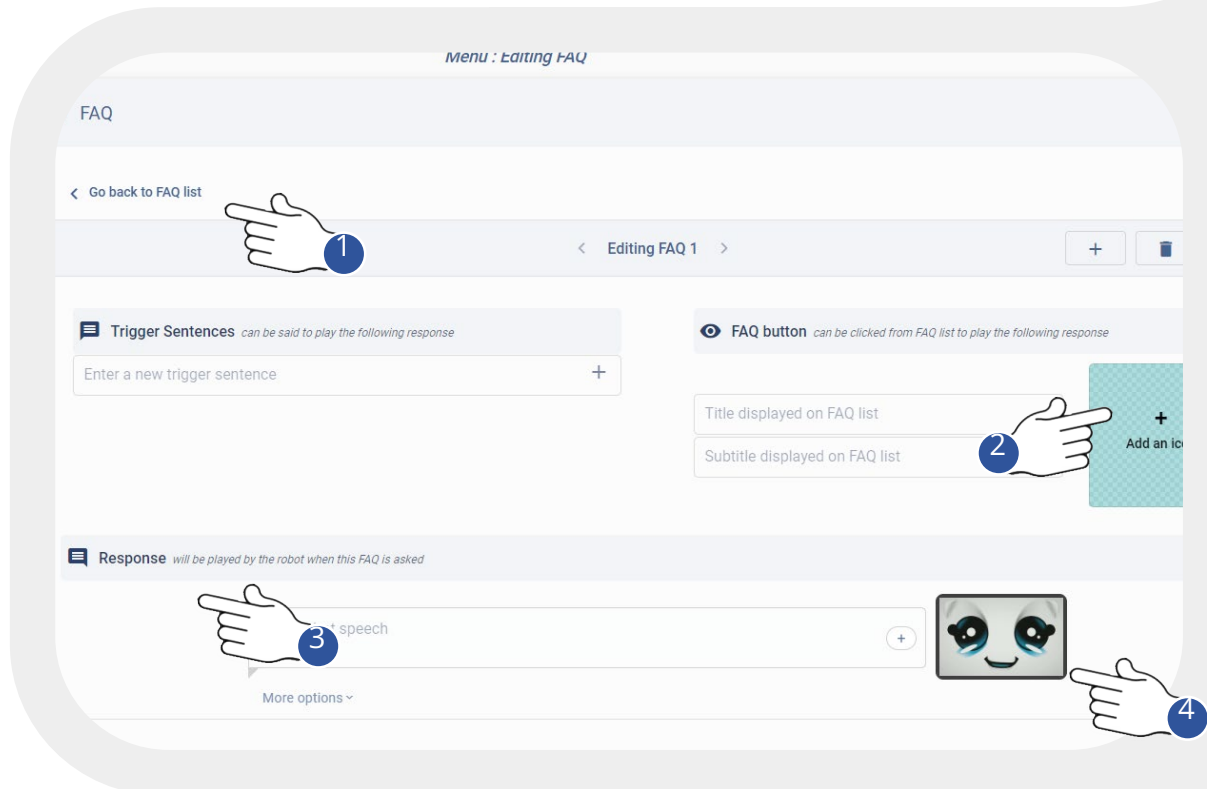 Menu : Editing FAQ
FAQ
Go back to FAQ list
1
Editing FAQ 1
Trigger Sentences can be said to play the following response
FAQ button can be clicked from FAQ list to play the following response
Enter a new trigger sentence
Title displayed on FAQ list
Subtitle displayed on FAQ list
2
Add an
Response will be played by the robot when this FAQ is asked
speech
3
More options
4